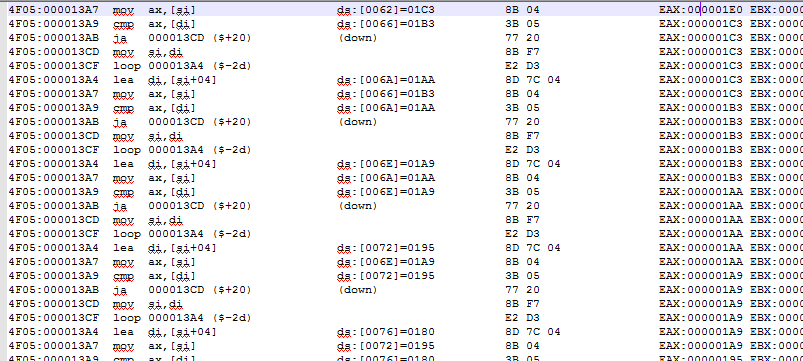 4F05:000013A7 mov ax,[si] ds:[0062]=01C3 8B 04 EAX:000001E0 EBX:0000
4F05:000013A9 cmp ax,[di] ds:[0066]=01B3 3B 05 EAX:000001C3 EBX:0000
4F05:000013AB ja 000013CD ($+20) (down) 77 20 EAX:000001C3 EBX:0000
4F05:000013CD mov si,di 8B F7 EAX:000001C3 EBX:0000
4F05:000013CF loop 000013A4 ($-2d) E2 D3 EAX:000001C3 EBX:0000
4F05:000013A4 lea di,[si+04] ds:[006A]=01AA 8D 7C 04 EAX:000001C3 EBX:0000
4F05:000013A7 mov ax,[si] ds:[0066]=01B3 8B 04 EAX:000001C3 EBX:0000
4F05:000013A9 cmp ax,[di] ds:[006A]=01AA 3B 05 EAX:000001B3 EBX:0000
4F05:000013AB ja 000013CD ($+20) (down) 77 20 EAX:000001B3 EBX:0000
4F05:000013CD mov si,di 8B F7 EAX:000001B3 EBX:0000
4F05:000013CF loop 000013A4 ($-2d) E2 D3 EAX:000001B3 EBX:0000
4F05:000013A4 lea di,[si+04] ds:[006E]=01A9 8D 7C 04 EAX:000001B3 EBX:0000
4F05:000013A7 mov ax,[si] ds:[006A]=01AA 8B 04 EAX:000001B3 EBX:0000
4F05:000013A9 cmp ax,[di] ds:[006E]=01A9 3B 05 EAX:000001AA EBX:0000
4F05:000013AB ja 000013CD ($+20) (down) 77 20 EAX:000001AA EBX:0000
4F05:000013CD mov si,di 8B F7 EAX:000001AA EBX:0000
4F05:000013CF loop 000013A4 ($-2d) E2 D3 EAX:000001AA EBX:0000
4F05:000013A4 lea di,[si+04] ds:[0072]=0195 8D 7C 04 EAX:000001AA EBX:0000
4F05:000013A7 mov ax,[si] ds:[006E]=01A9 8B 04 EAX:000001AA EBX:0000
4F05:000013A9 cmp ax,[di] ds:[0072]=0195 3B 05 EAX:000001A9 EBX:0000
4F05:000013AB ja 000013CD ($+20) (down) 77 20 EAX:000001A9 EBX:0000
4F05:000013CD mov si,di 8B F7 EAX:000001A9 EBX:0000
4F05:000013CF loop 000013A4 ($-2d) E2 D3 EAX:000001A9 EBX:0000
4F05:000013A4 lea di,[si+04] ds:[0076]=0180 8D 7C 04 EAX:000001A9 EBX:0000
4F05:000013A7 mov ax,[si] ds:[0072]=0195 8B 04 EAX:000001A9 EBX:0000
4F05:000013A9 cmp ax,[di] ds:[0076]=0180 3B 05 EAX:00000195 EBX:0000